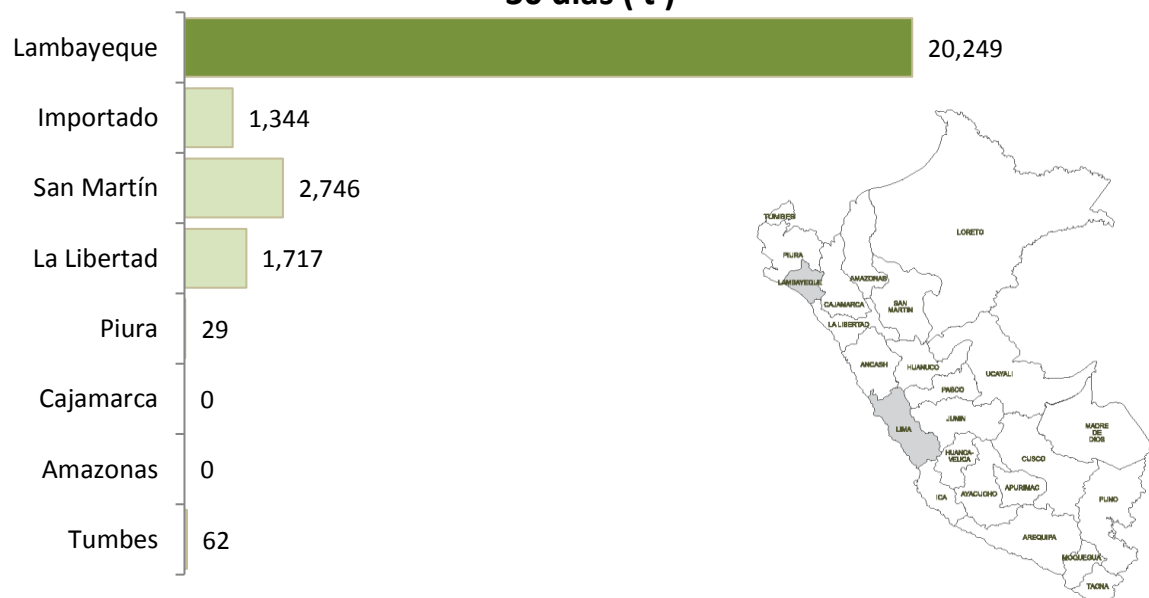 30 días ( t )
Lambayeque 20,249
Importado 1,344
San Martín 2,746
La Libertad 1,717
Piura 29
Cajamarca 0
Amazonas 0
Tumbes 62
TUMBES
LORETO
PIURA
LAMBAYEQUE
AMAZONAS
CAJAMARCA
SAN
MARTIN
LA LIBERTAD
ANCASH
HUANUCO
UCAYALI
PASCO
LIMA
JUNIN
MADRE
DE
DIOS
HUANCA-
VELICA
CUSCO
ICA
AYACUCHO
APURIMAC
PUNO
AREQUIPA
MOQUEGUA
TACNA